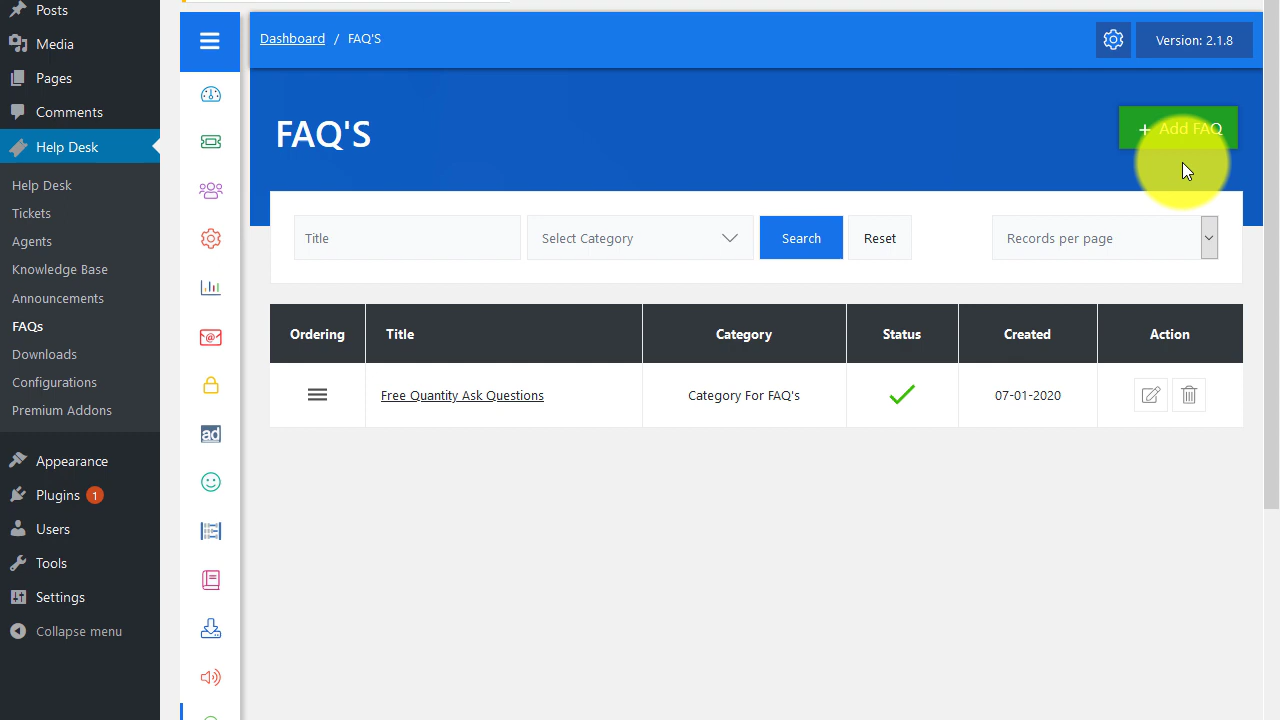 Posts
Media
Pages
Comments
Help Desk
Help Desk
Tickets
Agents
Knowledge Base
Announcements
FAQs
Downloads
Configurations
Premium Addons
Appearance
Plugins 1
Users
Tools
Settings
Collapse menu
@
ad
Dashboard / FAQ'S
Version: 2.1.8
FAQ'S
+ Add FAQ
Title
Select Category
Search
Reset
Records per page
Ordering Title Category Status Created Action
Free Quantity Ask Questions Category For FAQ's 07-01-2020